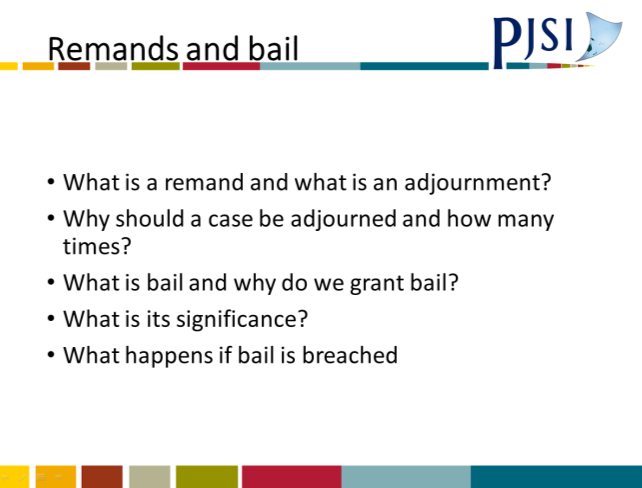 Remands and bail
PJSI
• What is a remand and what is an adjournment?
• Why should a case be adjourned and how many
times?
• What is bail and why do we grant bail?
• What is its significance?
• What happens if bail is breached